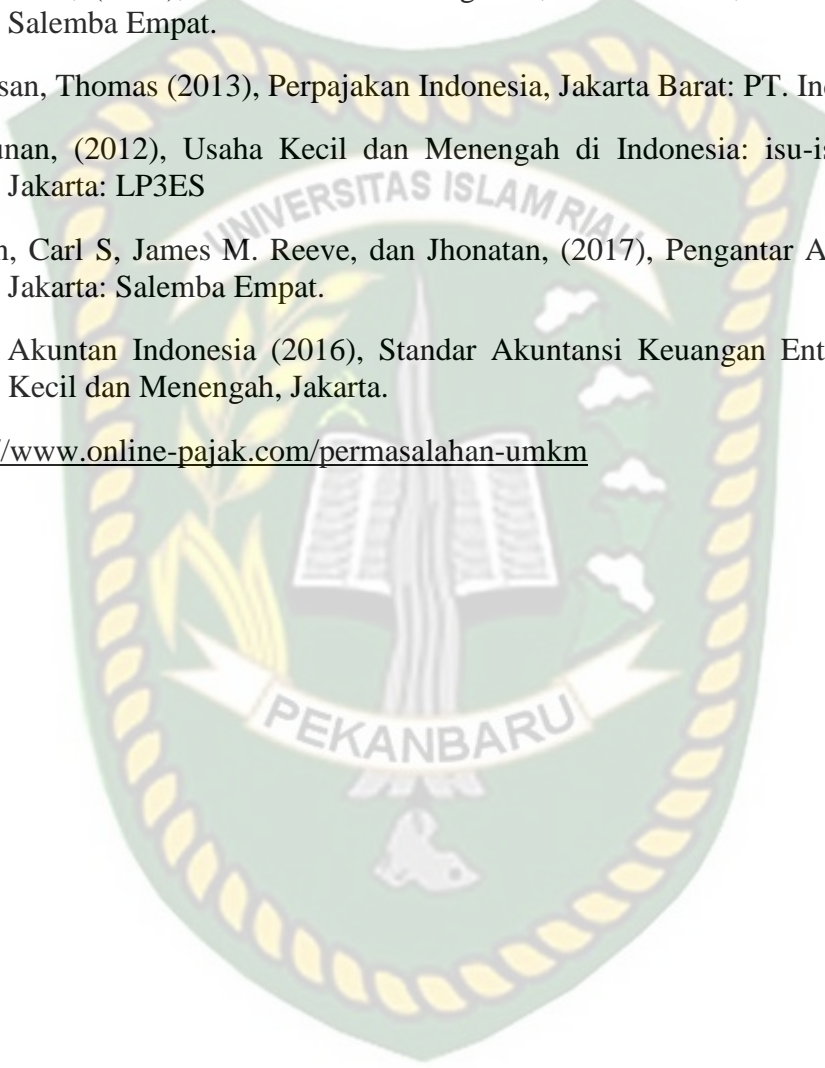 Salemba Empat.
san, Thomas (2013), Perpajakan Indonesia, Jakarta Barat: PT. In
unan, (2012), Usaha Kecil dan Menengah di Indonesia: isu-is
Jakarta: LP3ES
UNIVERSITAS ISLAM RIAU
n, Carl S, James M. Reeve, dan Jhonatan, (2017), Pengantar A
Jakarta: Salemba Empat.
Akuntan Indonesia (2016), Standar Akuntansi Keuangan Ent
Kecil dan Menengah, Jakarta.
//www.online-pajak.com/permasalahan-umkm
PEKANBARU